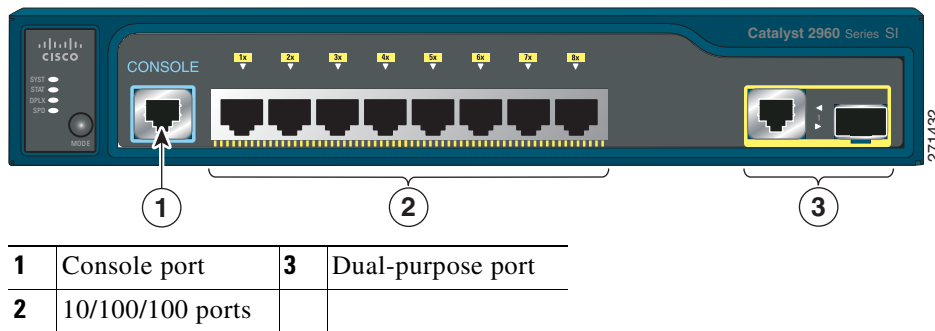 Catalyst 2960 Series SI
CISCO
CONSOLE
1x 2x 3x 4x 5x 6x 7x 8x
SYST
STAT
DPLX
SPD
MODE
1
271432
1 2 3
1 Console port 3 Dual-purpose port
2 10/100/100 ports